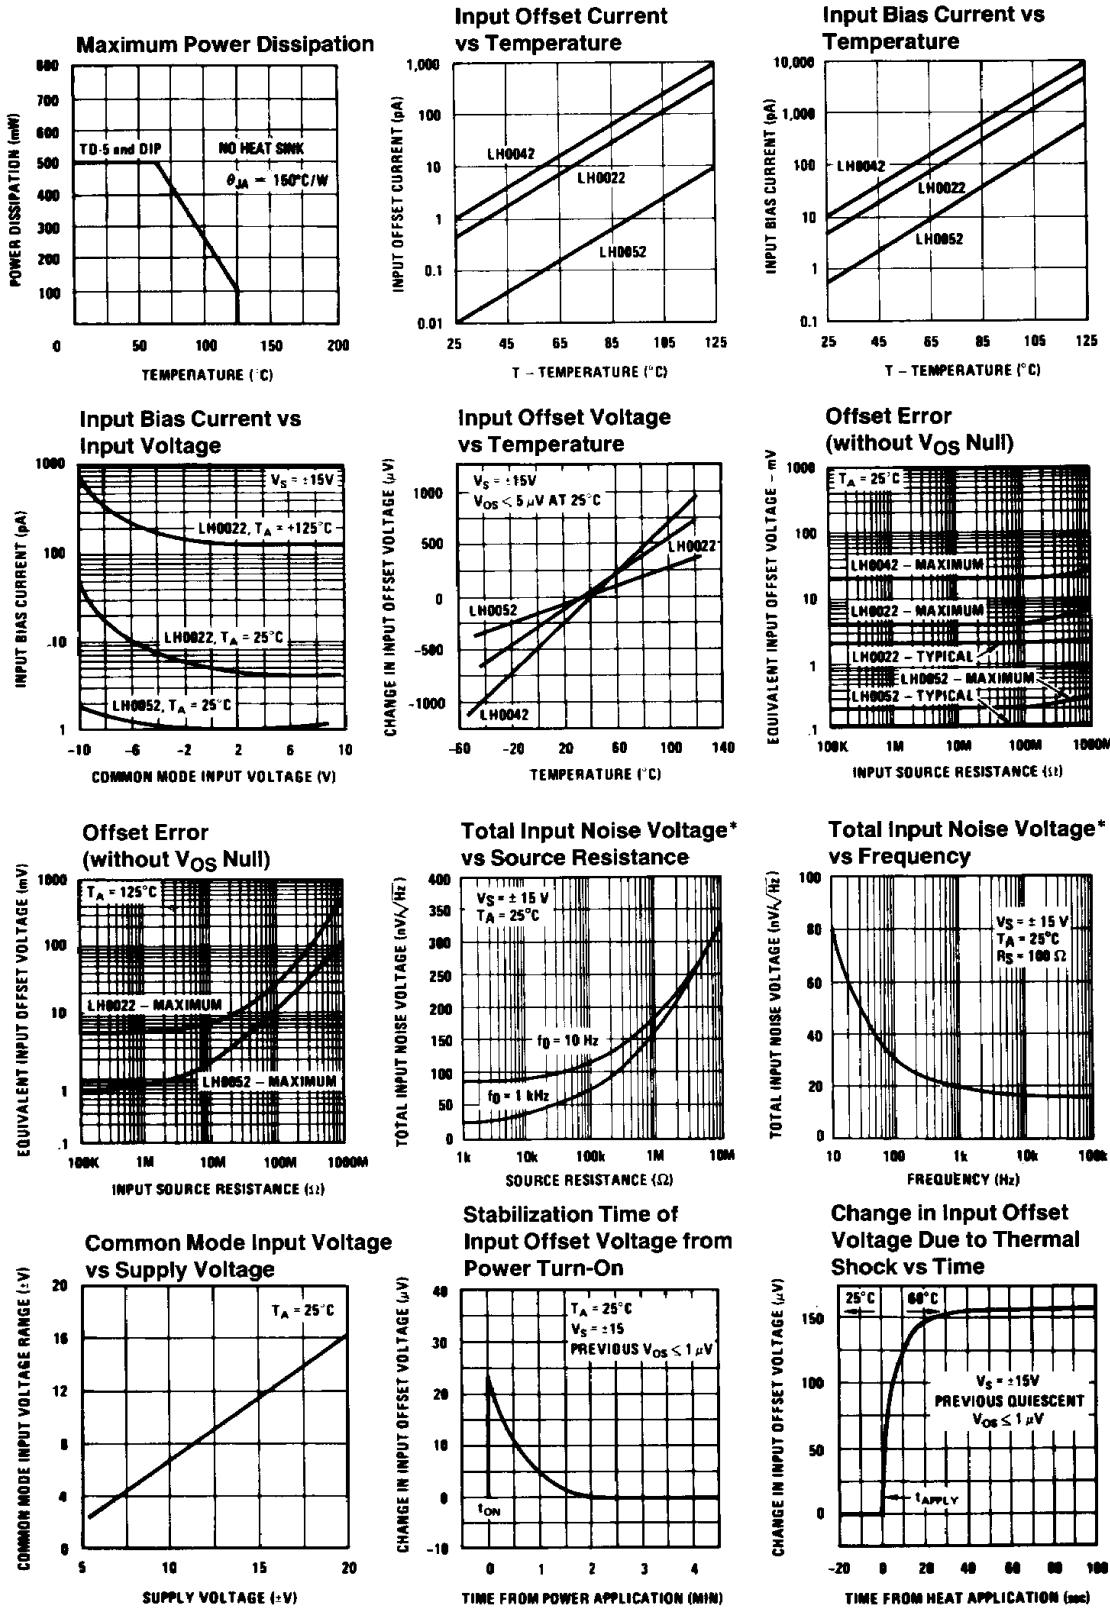 Maximum Power Dissipation
POWER DISSIPATION (mW)
800
700
600
500
400
300
200
100
0
TD-5 and DIP
NO HEAT SINK
θJA = 150°C/W
50
100
150
200
TEMPERATURE (°C)
Input Offset Current
vs Temperature
INPUT OFFSET CURRENT (pA)
1,000
100
10
1
0.1
0.01
LH0042
LH0022
LH0052
25
45
65
85
105
125
T – TEMPERATURE (°C)
Input Bias Current vs
Temperature
INPUT BIAS CURRENT (pA)
10,000
1,000
100
10
1
0.1
LH0042
LH0022
LH0052
25
45
65
85
105
125
T – TEMPERATURE (°C)
Input Bias Current vs
Input Voltage
INPUT BIAS CURRENT (pA)
1000
100
10
1
VS = ±15V
LH0022, TA = +125°C
LH0022, TA = 25°C
LH0052, TA = 25°C
-10
-6
-2
2
6
10
COMMON MODE INPUT VOLTAGE (V)
Input Offset Voltage
vs Temperature
CHANGE IN INPUT OFFSET VOLTAGE (μV)
1000
500
0
-500
-1000
VS = ±15V
VOS < 5 μV AT 25°C
LH0022
LH0052
LH0042
-60
-20
20
60
100
140
TEMPERATURE (°C)
Offset Error
(without VOS Null)
EQUIVALENT INPUT OFFSET VOLTAGE - mV
1000
100
10
1
.1
TA = 25°C
LH0042 – MAXIMUM
LH0022 – MAXIMUM
LH0022 – TYPICAL
LH0052 – MAXIMUM
LH0052 – TYPICAL
100K
1M
10M
100M
1000M
INPUT SOURCE RESISTANCE (Ω)
Offset Error
(without VOS Null)
EQUIVALENT INPUT OFFSET VOLTAGE (mV)
1000
100
10
1
.1
TA = 125°C
LH0022 – MAXIMUM
LH0052 – MAXIMUM
100K
1M
10M
100M
1000M
INPUT SOURCE RESISTANCE (Ω)
Total Input Noise Voltage*
vs Source Resistance
TOTAL INPUT NOISE VOLTAGE (nV/√Hz)
400
350
300
250
200
150
100
50
0
VS = ± 15 V
TA = 25°C
f0 = 10 Hz
f0 = 1 kHz
1k
10k
100k
1M
10M
SOURCE RESISTANCE (Ω)
Total Input Noise Voltage*
vs Frequency
TOTAL INPUT NOISE VOLTAGE (nV/√Hz)
100
80
60
40
20
0
VS = ± 15 V
TA = 25°C
RS = 100 Ω
10
100
1k
10k
100k
FREQUENCY (Hz)
Common Mode Input Voltage
vs Supply Voltage
COMMON MODE INPUT VOLTAGE RANGE (±V)
20
16
12
8
4
0
TA = 25°C
5
10
15
20
SUPPLY VOLTAGE (±V)
Stabilization Time of
Input Offset Voltage from
Power Turn-On
CHANGE IN INPUT OFFSET VOLTAGE (μV)
40
30
20
10
0
-10
TA = 25°C
VS = ±15
PREVIOUS VOS ≤ 1 μV
tON
0
1
2
3
4
TIME FROM POWER APPLICATION (MIN)
Change in Input Offset
Voltage Due to Thermal
Shock vs Time
CHANGE IN INPUT OFFSET VOLTAGE (μV)
150
100
50
0
25°C
60°C
VS = ±15V
PREVIOUS QUIESCENT
VOS ≤ 1 μV
tAPPLY
-20
0
20
40
60
80
100
TIME FROM HEAT APPLICATION (sec)